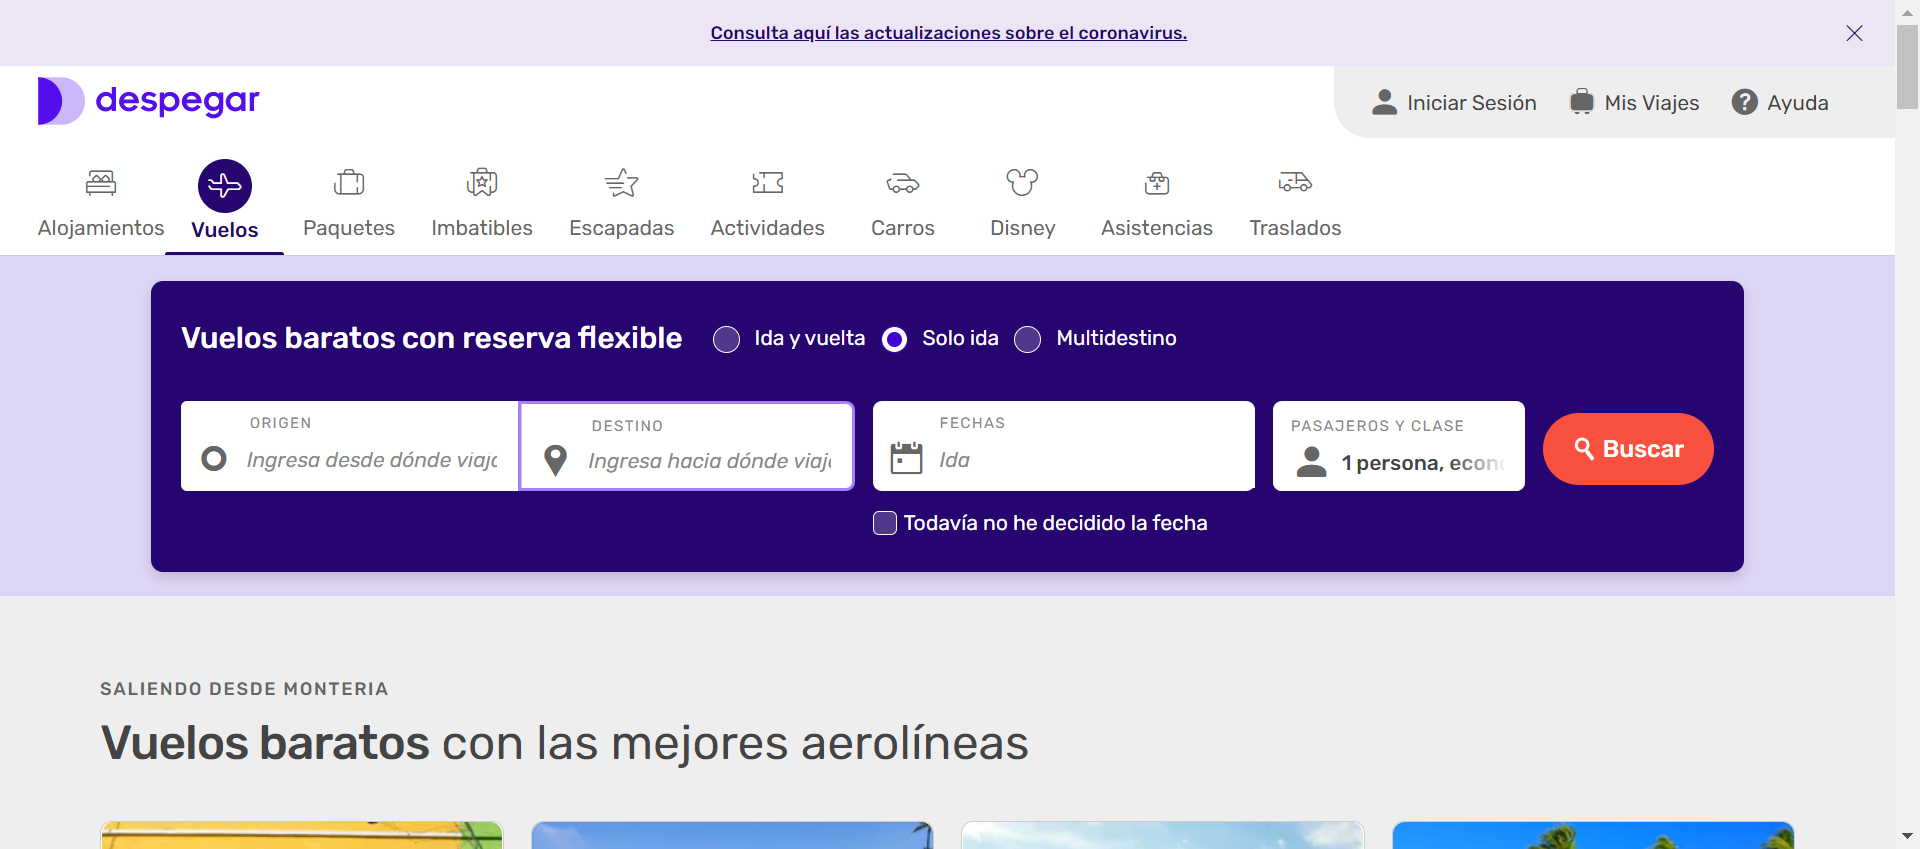 Consulta aquí las actualizaciones sobre el coronavirus.
despegar
Iniciar Sesión Mis Viajes Ayuda
Alojamientos Vuelos Paquetes Imbatibles Escapadas Actividades Carros Disney Asistencias Traslados
Vuelos baratos con reserva flexible Ida y vuelta Solo ida Multidestino
ORIGEN DESTINO FECHAS PASAJEROS Y CLASE
Ingresa desde dónde Ingresa hacia dónde Ida 1 persona, Buscar
Todavía no he decidido la fecha
SALIENDO DESDE MONTERIA
Vuelos baratos con las mejores aerolíneas